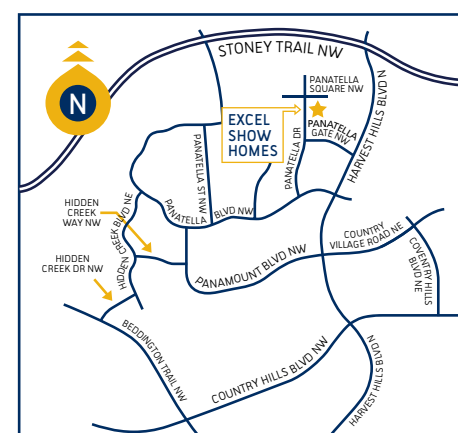 STONEY TRAIL NW
N
PANATELLA
SQUARE NW
EXCEL
SHOW
HOMES
PANATELLA
GATE NW
HARVEST HILLS BLVD N
PANATELLA DR
PANATELLA ST NW
PANATELLA
BLVD NW
HIDDEN
CREEK
WAY NW
HIDDEN CREEK BLVD NE
HIDDEN
CREEK DR NW
PANAMOUNT BLVD NW
COUNTRY
VILLAGE ROAD NE
COVENTRY HILLS
BLVD NE
BEDDINGTON TRAIL NW
COUNTRY HILLS BLVD NW
HARVEST HILLS BLVD N